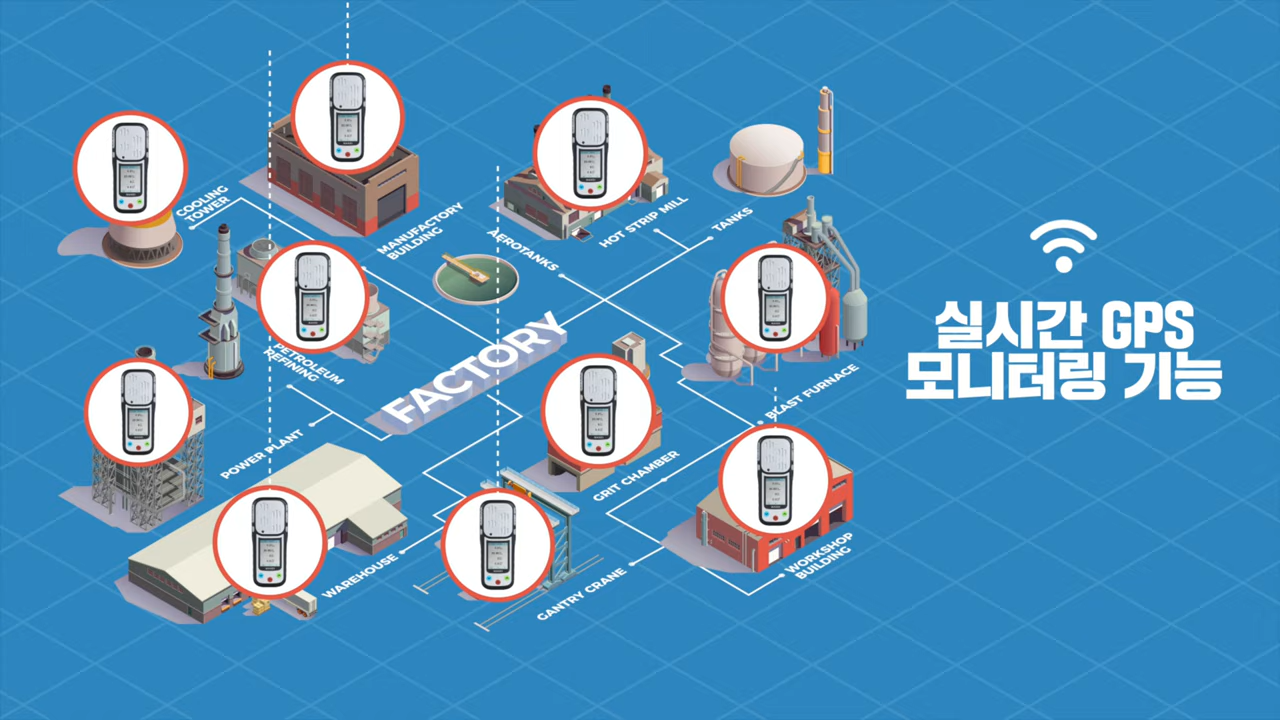 COOLING
TOWER
MANUFACTORY
BUILDING
AEROTANKS
HOT STRIP MILL
TANKS
실시간 GPS
모니터링 기능
PETROLEUM
REFINING
FACTORY
BLAST FURNACE
POWER PLANT
GRIT CHAMBER
WAREHOUSE
GANTRY CRANE
WORKSHOP
BUILDING